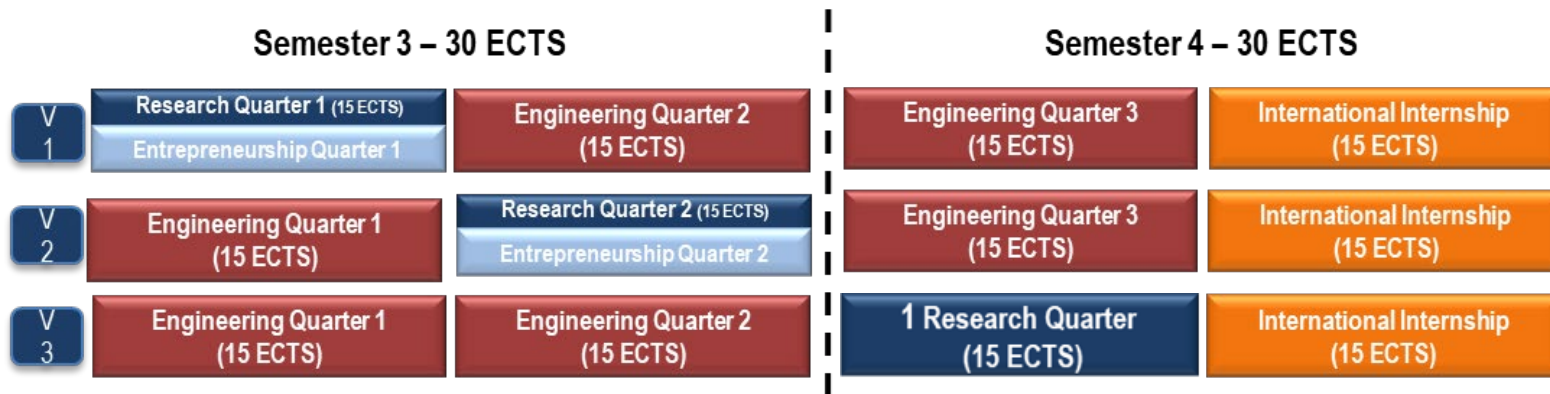 Semester 3 – 30 ECTS
Semester 4 – 30 ECTS
V
1
Research Quarter 1 (15 ECTS)
Entrepreneurship Quarter 1
Engineering Quarter 2
(15 ECTS)
Engineering Quarter 3
(15 ECTS)
International Internship
(15 ECTS)
V
2
Engineering Quarter 1
(15 ECTS)
Research Quarter 2 (15 ECTS)
Entrepreneurship Quarter 2
Engineering Quarter 3
(15 ECTS)
International Internship
(15 ECTS)
V
3
Engineering Quarter 1
(15 ECTS)
Engineering Quarter 2
(15 ECTS)
1 Research Quarter
(15 ECTS)
International Internship
(15 ECTS)